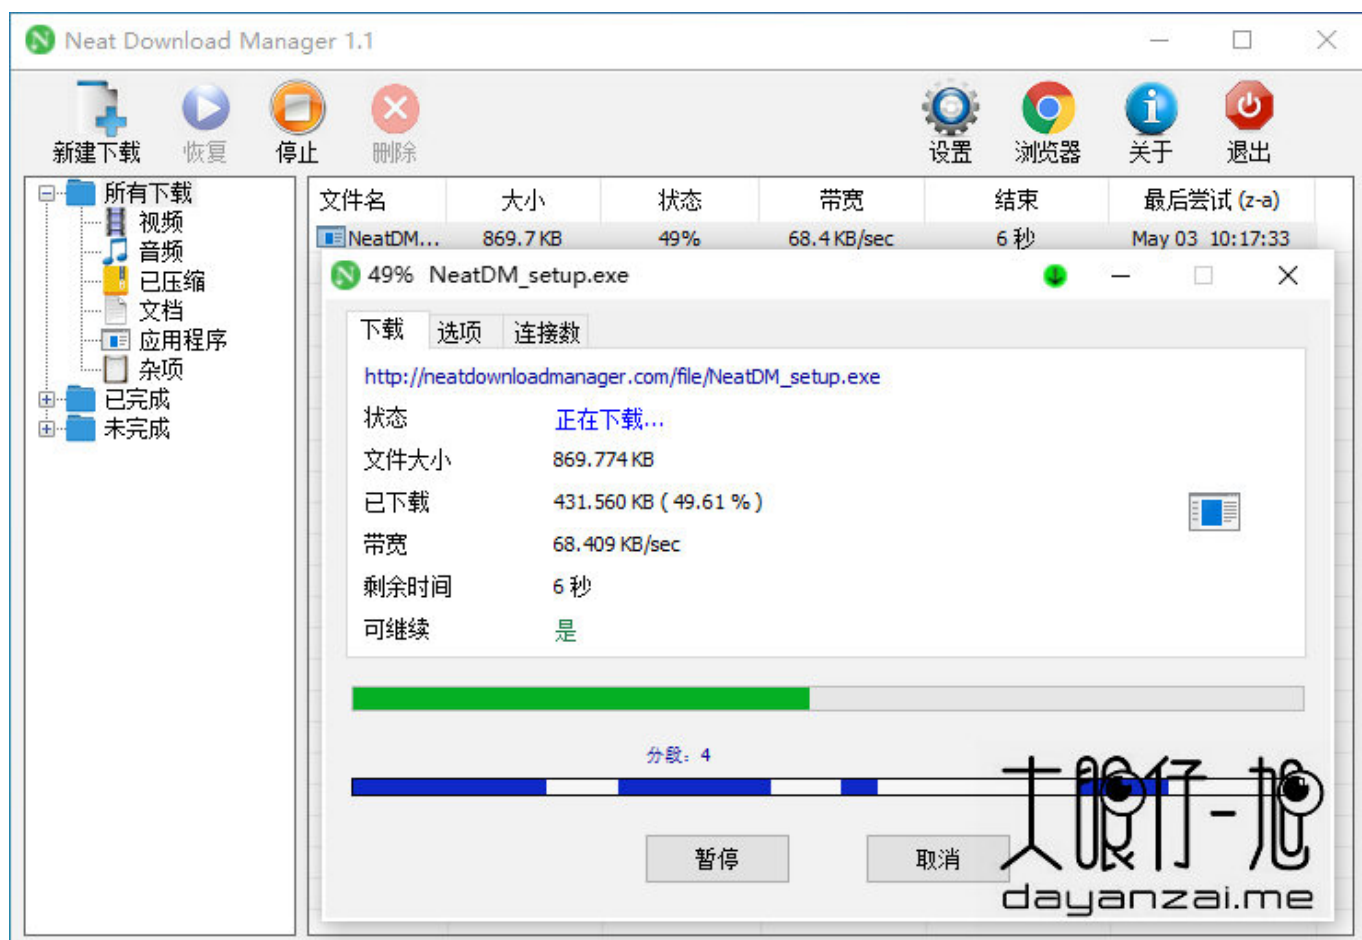 Neat Download Manager 1.1
新建下载 恢复 停止 删除 设置 浏览器 关于 退出
所有下载
视频
音频
已压缩
文档
应用程序
杂项
已完成
未完成
文件名 大小 状态 带宽 结束 最后尝试 (z-a)
NeatDM... 869.7 KB 49% 68.4 KB/sec 6 秒 May 03 10:17:33
49% NeatDM_setup.exe
下载 选项 连接数
http://neatdownloadmanager.com/file/NeatDM_setup.exe
状态 正在下载...
文件大小 869.774 KB
已下载 431.560 KB ( 49.61 % )
带宽 68.409 KB/sec
剩余时间 6 秒
可继续 是
分段: 4
暂停 取消
大眼仔-旭
dayanzai.me